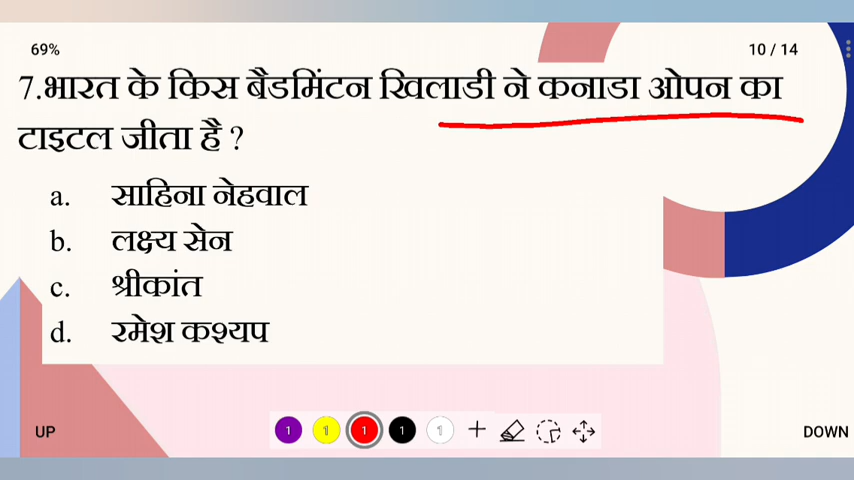 69%
10 / 14
7.भारत के किस बैडमिंटन खिलाडी ने कनाडा ओपन का
टाइटल जीता है ?
a. साहिना नेहवाल
b. लक्ष्य सेन
c. श्रीकांत
d. रमेश कश्यप
UP
1 1 1 1 1
DOWN